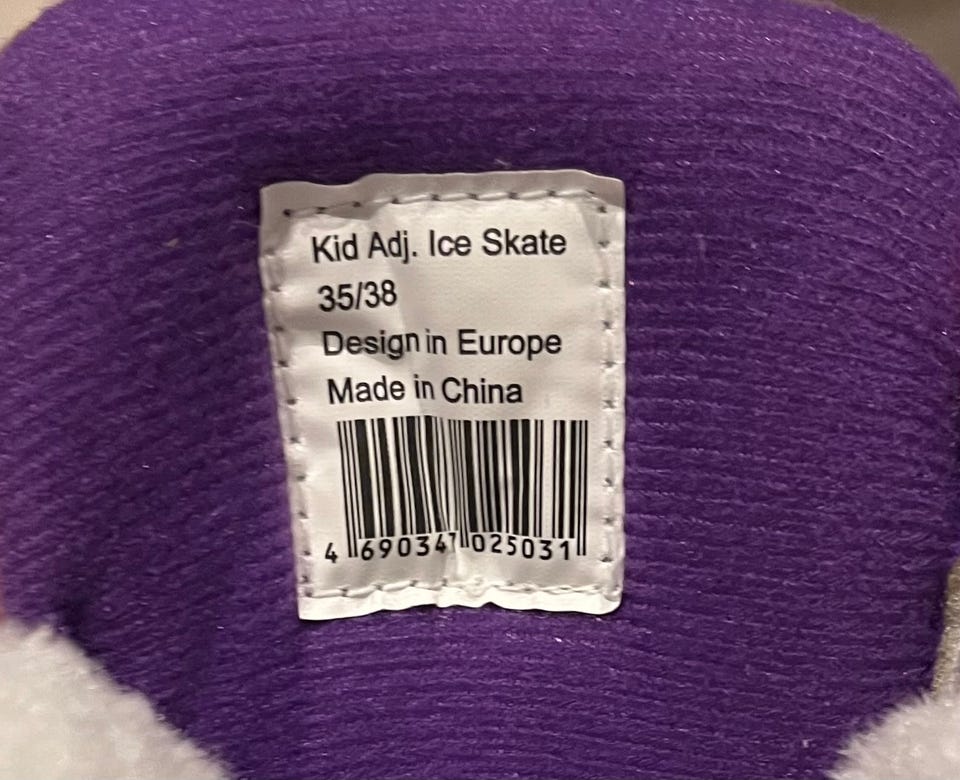 Kid Adj. Ice Skate
35/38
Design in Europe
Made in China
4 690347 025031